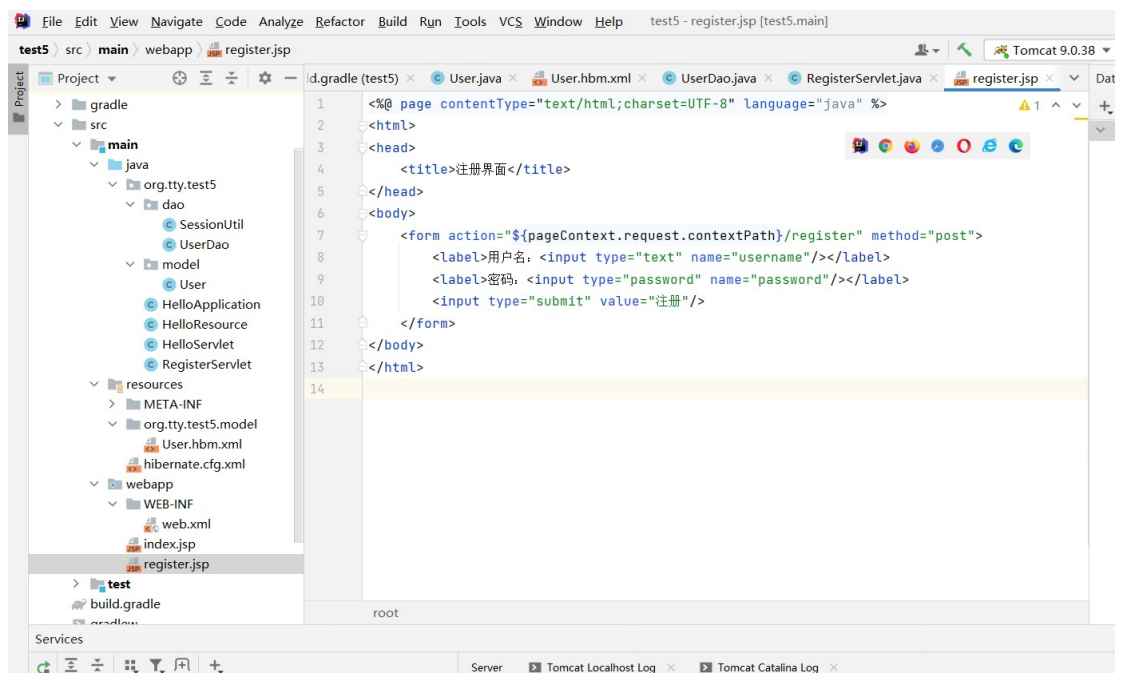 File Edit View Navigate Code Analyze Refactor Build Run Tools VCS Window Help test5 - register.jsp [test5.main]
test5 src main webapp register.jsp Tomcat 9.0.38
Project
Project ld.gradle (test5) User.java User.hbm.xml UserDao.java RegisterServlet.java register.jsp Dat
gradle
src
main
java
org.tty.test5
dao
SessionUtil
UserDao
model
User
HelloApplication
HelloResource
HelloServlet
RegisterServlet
resources
META-INF
org.tty.test5.model
User.hbm.xml
hibernate.cfg.xml
webapp
WEB-INF
web.xml
index.jsp
register.jsp
test
build.gradle
gradlew
1 <%@ page contentType="text/html;charset=UTF-8" language="java" %> 1
2 <html>
3 <head>
4 <title>注册界面</title>
5 </head>
6 <body>
7 <form action="${pageContext.request.contextPath}/register" method="post">
8 <label>用户名：<input type="text" name="username"/></label>
9 <label>密码：<input type="password" name="password"/></label>
10 <input type="submit" value="注册"/>
11 </form>
12 </body>
13 </html>
14
root
Services
Server Tomcat Localhost Log Tomcat Catalina Log